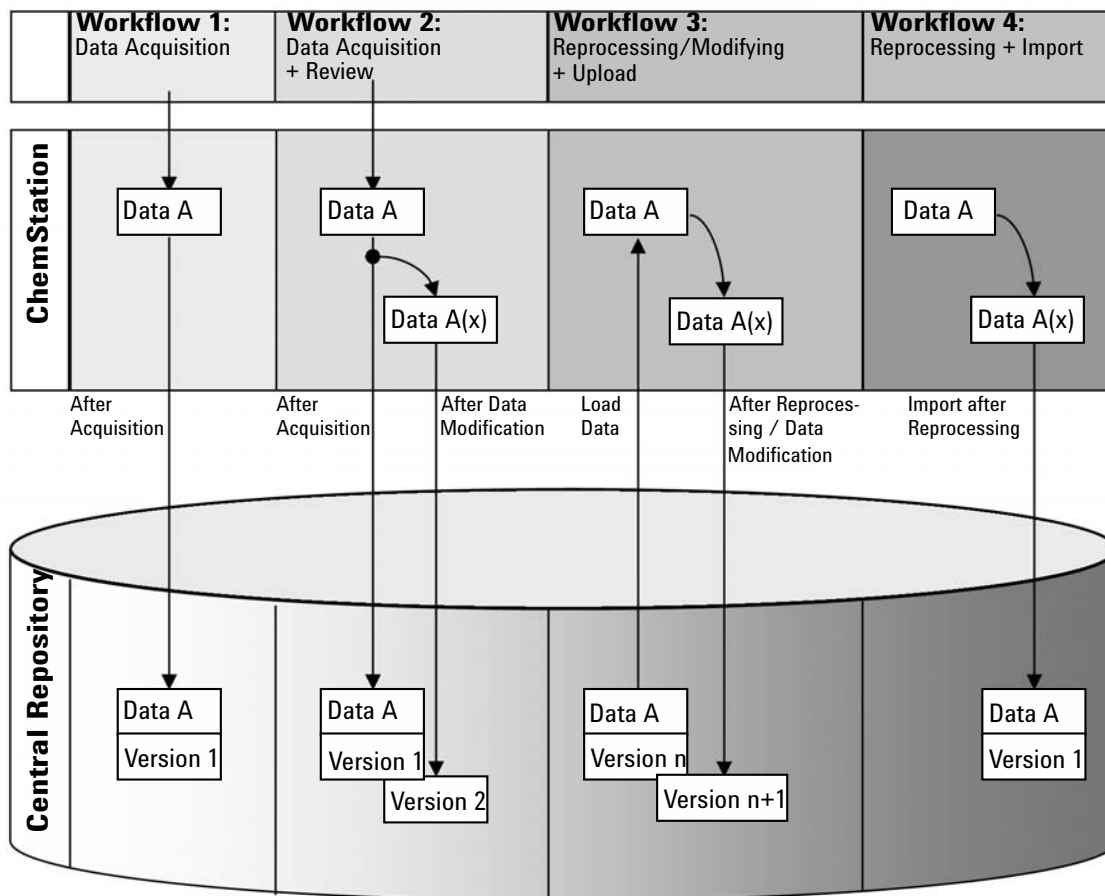 Workflow 1:
Data Acquisition
Workflow 2:
Data Acquisition
+ Review
Workflow 3:
Reprocessing/Modifying
+ Upload
Workflow 4:
Reprocessing + Import
ChemStation
Data A
Data A
Data A(x)
Data A
Data A(x)
Data A
Data A(x)
After
Acquisition
After
Acquisition
After Data
Modification
Load
Data
After Reproces-
sing / Data
Modification
Import after
Reprocessing
Central Repository
Data A
Version 1
Data A
Version 1
Version 2
Data A
Version n
Version n+1
Data A
Version 1